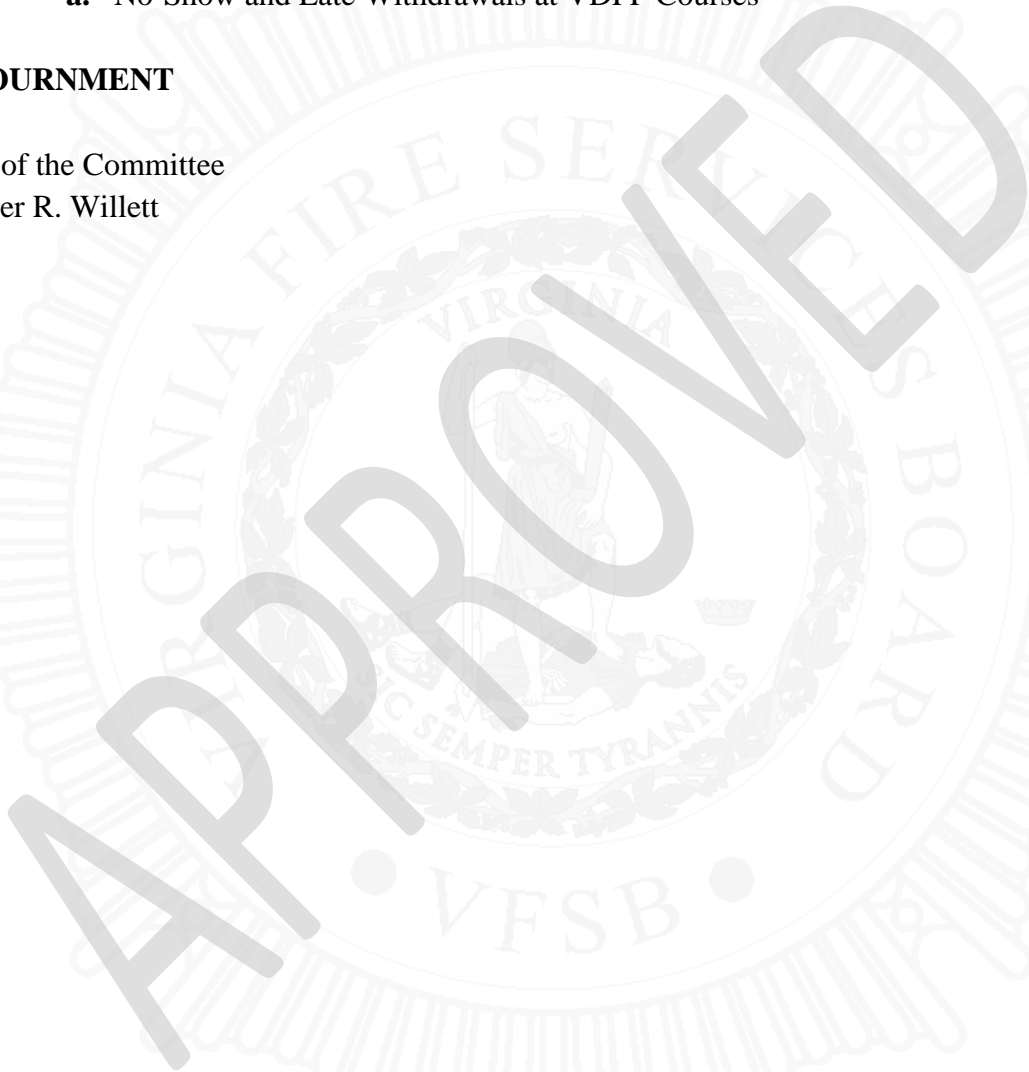 a. No Show and Late Withdrawals at VDFP Courses
OURNMENT
of the Committee
er R. Willett
VIRGINIA FIRE SERVICES BOARD
VIRGINIA
SIC SEMPER TYRANNIS
• VFSB •
APPROVED